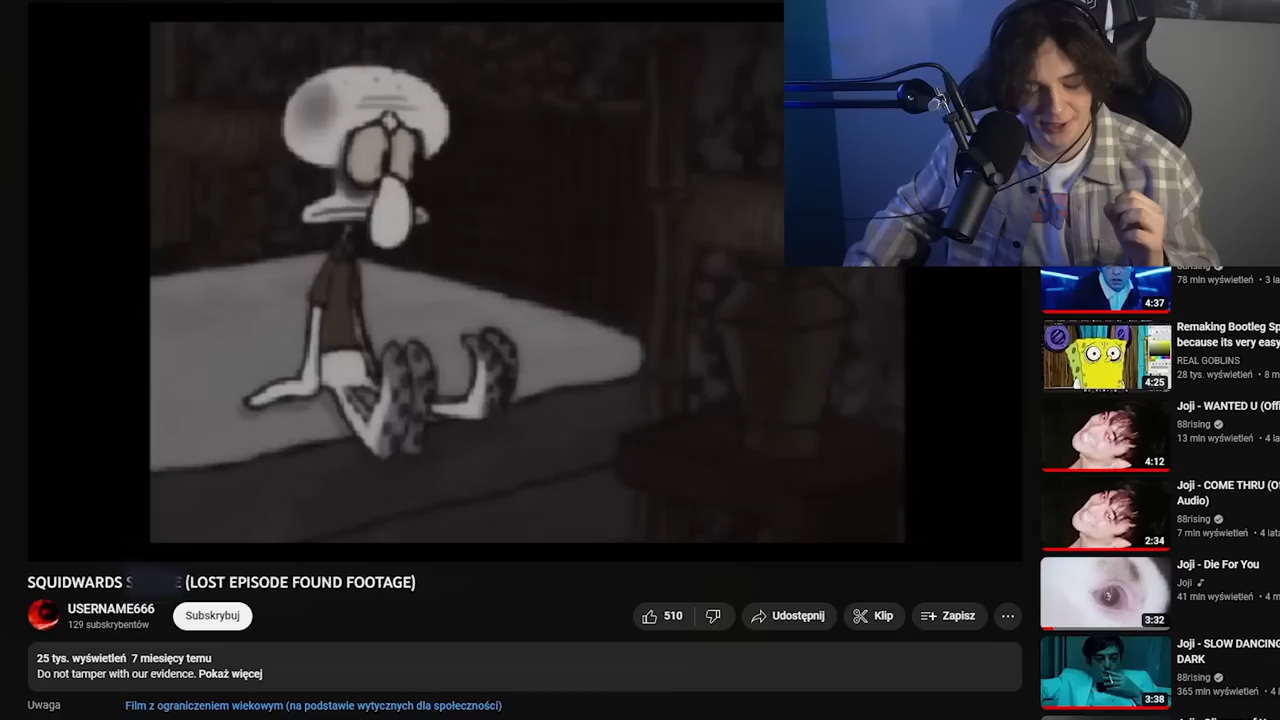 78 mln wyświetleń • 3 la
4:37
Remaking Bootleg Sp
because its very easy
REAL GOBLINS
28 tys. wyświetleń • 8 m
4:25
Joji - WANTED U (Offi
88rising
13 mln wyświetleń • 4 la
4:12
Joji - COME THRU (Of
Audio)
88rising
7 mln wyświetleń • 4 lata
2:34
Joji - Die For You
Joji
41 mln wyświetleń • 4 m
3:32
Joji - SLOW DANCING
DARK
88rising
365 mln wyświetleń • 4 l
3:38
SQUIDWARDS S E (LOST EPISODE FOUND FOOTAGE)
USERNAME666
129 subskrybentów
Subskrybuj
510
Udostępnij
Klip
Zapisz
25 tys. wyświetleń 7 miesięcy temu
Do not tamper with our evidence. Pokaż więcej
Uwaga
Film z ograniczeniem wiekowym (na podstawie wytycznych dla społeczności)